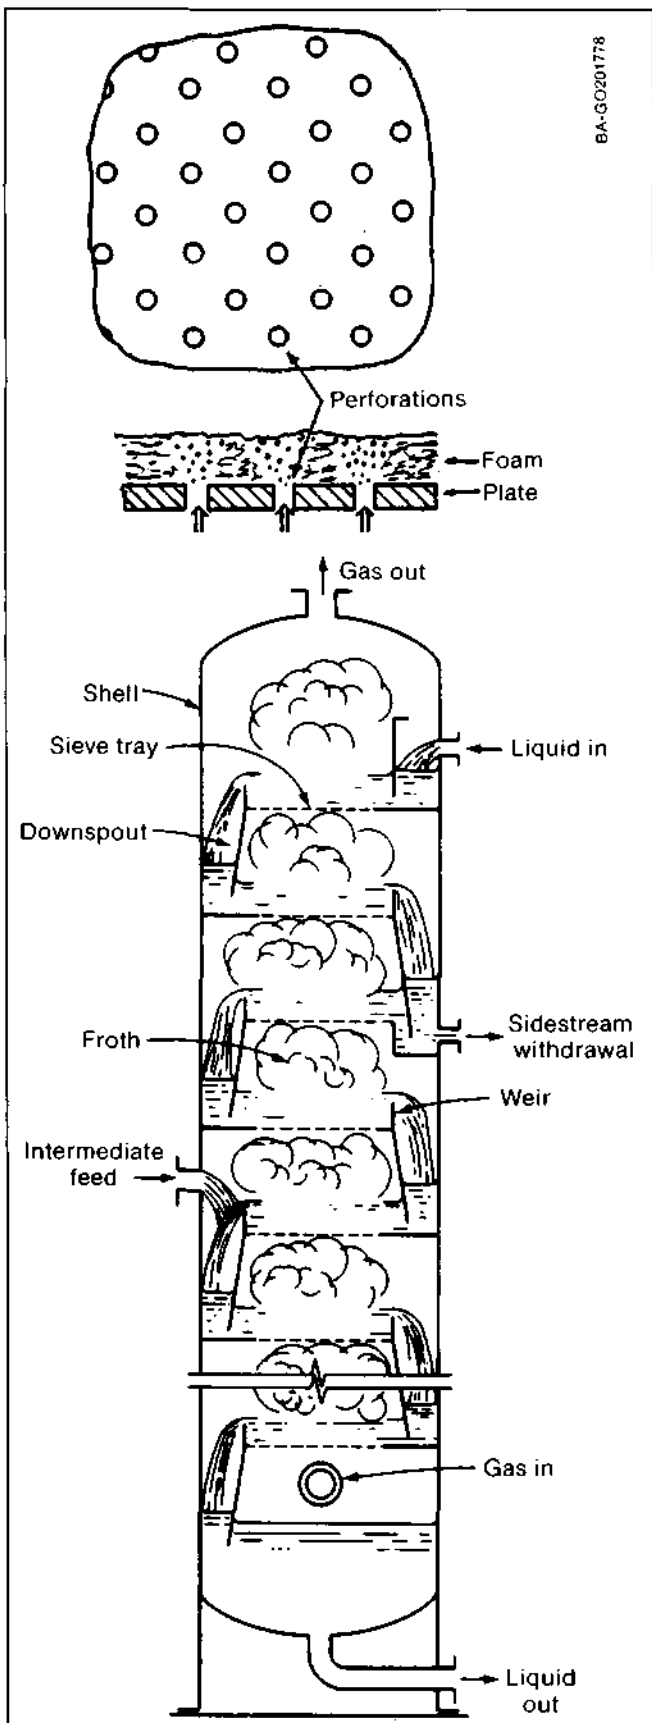 BA-GO201778
Perforations
Foam
Plate
Gas out
Shell
Sieve tray
Liquid in
Downspout
Froth
Sidestream
withdrawal
Weir
Intermediate
feed
Gas in
Liquid
out